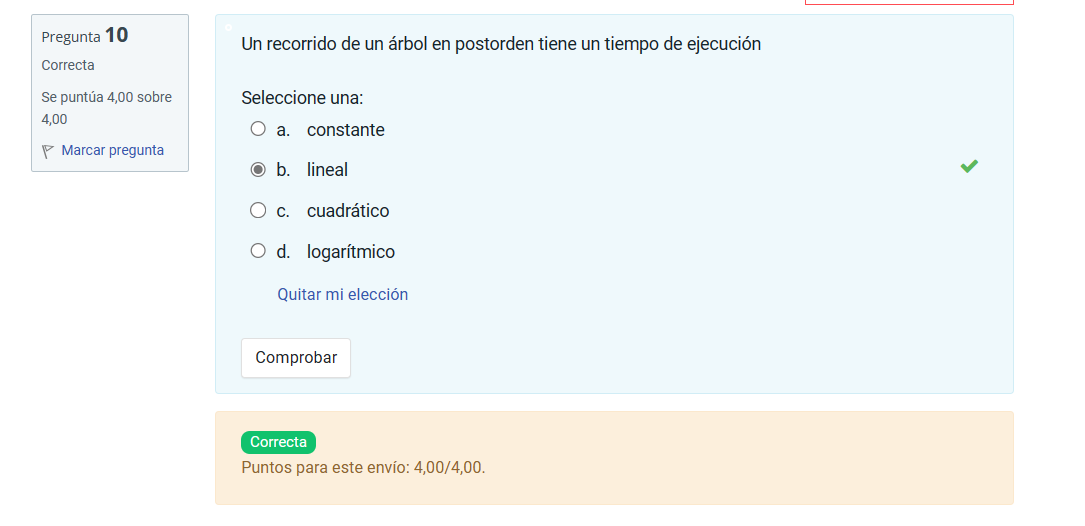 Pregunta 10
Correcta
Se puntúa 4,00 sobre
4,00
Marcar pregunta
Un recorrido de un árbol en postorden tiene un tiempo de ejecución
Seleccione una:
a. constante
b. lineal
c. cuadrático
d. logarítmico
Quitar mi elección
Comprobar
Correcta
Puntos para este envío: 4,00/4,00.